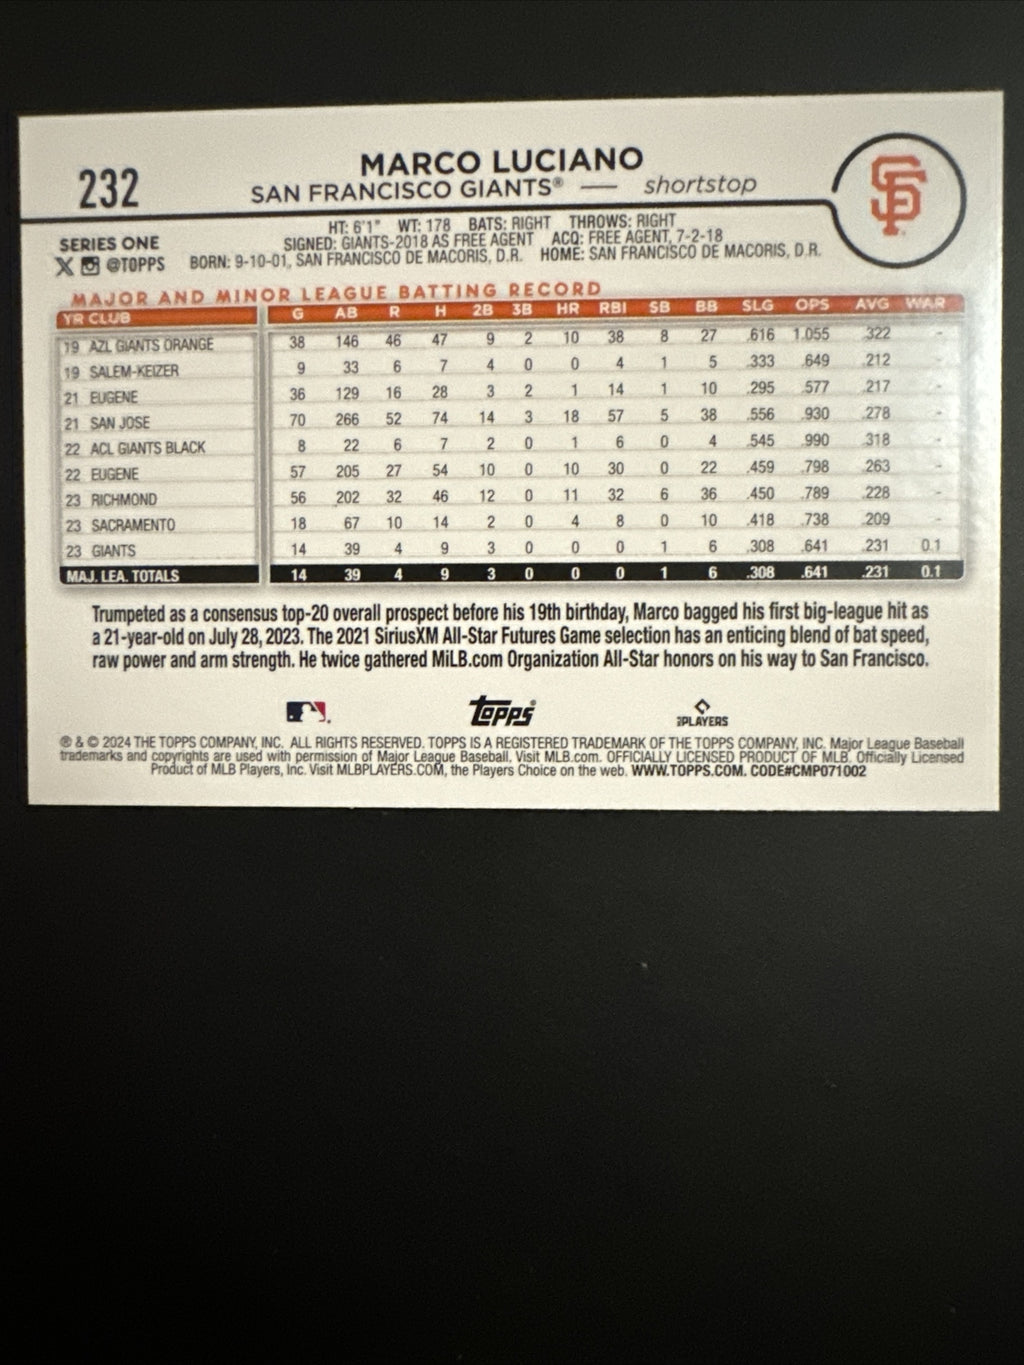 232
MARCO LUCIANO
SAN FRANCISCO GIANTS® — shortstop
SF
SERIES ONE
@TOPPS
HT: 6'1" WT: 178 BATS: RIGHT THROWS: RIGHT
SIGNED: GIANTS-2018 AS FREE AGENT ACQ: FREE AGENT, 7-2-18
BORN: 9-10-01, SAN FRANCISCO DE MACORIS, D.R. HOME: SAN FRANCISCO DE MACORIS, D.R.
MAJOR AND MINOR LEAGUE BATTING RECORD
YR CLUB G AB R H 2B 3B HR RBI SB BB SLG OPS AVG WAR
19 AZL GIANTS ORANGE 38 146 46 47 9 2 10 38 8 27 .616 1.055 .322 -
19 SALEM-KEIZER 9 33 6 7 4 0 0 4 1 5 .333 .649 .212 -
21 EUGENE 36 129 16 28 3 2 1 14 1 10 .295 .577 .217 -
21 SAN JOSE 70 266 52 74 14 3 18 57 5 38 .556 .930 .278 -
22 ACL GIANTS BLACK 8 22 6 7 2 0 1 6 0 4 .545 .990 .318 -
22 EUGENE 57 205 27 54 10 0 10 30 0 22 .459 .798 .263 -
23 RICHMOND 56 202 32 46 12 0 11 32 6 36 .450 .789 .228 -
23 SACRAMENTO 18 67 10 14 2 0 4 8 0 10 .418 .738 .209 -
23 GIANTS 14 39 4 9 3 0 0 0 1 6 .308 .641 .231 0.1
MAJ. LEA. TOTALS 14 39 4 9 3 0 0 0 1 6 .308 .641 .231 0.1
Trumpeted as a consensus top-20 overall prospect before his 19th birthday, Marco bagged his first big-league hit as
a 21-year-old on July 28, 2023. The 2021 SiriusXM All-Star Futures Game selection has an enticing blend of bat speed,
raw power and arm strength. He twice gathered MiLB.com Organization All-Star honors on his way to San Francisco.
Topps® PLAYERS
® & © 2024 THE TOPPS COMPANY, INC. ALL RIGHTS RESERVED. TOPPS IS A REGISTERED TRADEMARK OF THE TOPPS COMPANY, INC. Major League Baseball
trademarks and copyrights are used with permission of Major League Baseball. Visit MLB.com. OFFICIALLY LICENSED PRODUCT OF MLB. Officially Licensed
Product of MLB Players, Inc. Visit MLBPLAYERS.COM, the Players Choice on the web. WWW.TOPPS.COM. CODE#CMP071002